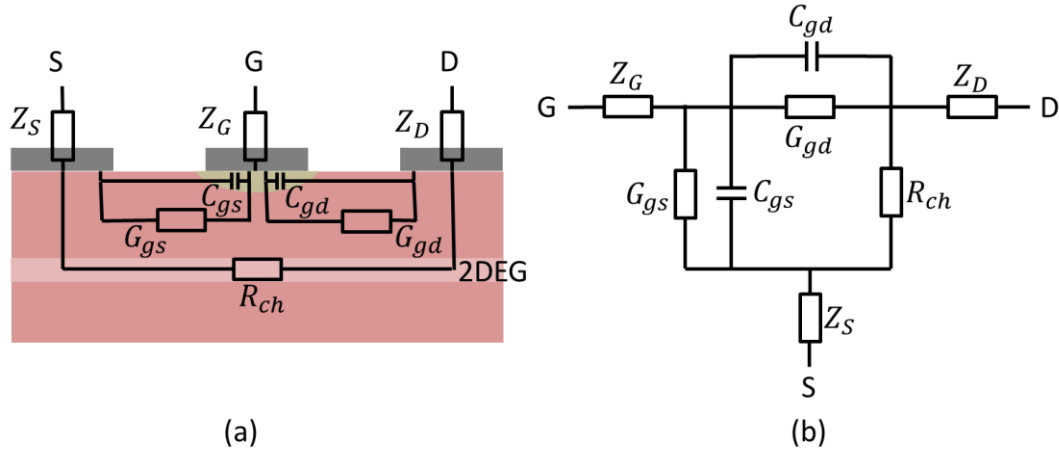 S G D
Z_S Z_G Z_D
C_gs C_gd
G_gs G_gd
2DEG
R_ch
(a)
C_gd
Z_G Z_D
G D
G_gd
G_gs C_gs R_ch
Z_S
S
(b)